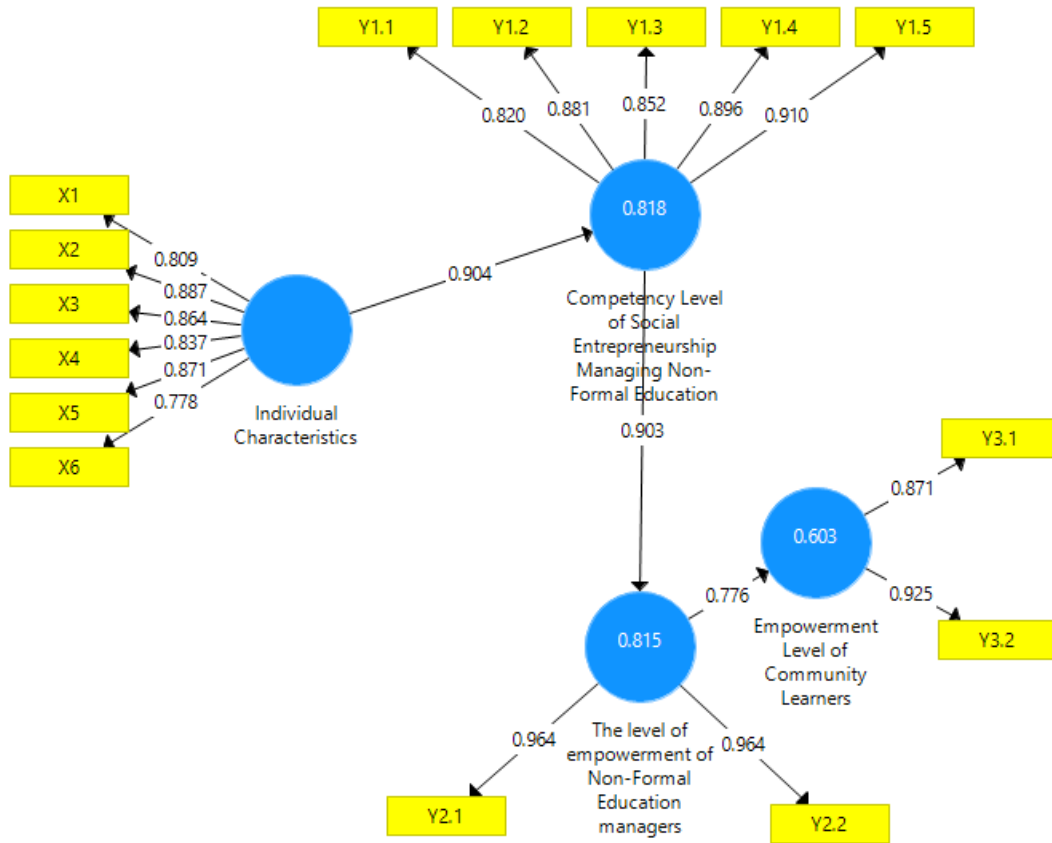 Y1.1
Y1.2
Y1.3
Y1.4
Y1.5
0.820
0.881
0.852
0.896
0.910
X1
X2
X3
X4
X5
X6
0.809
0.887
0.864
0.837
0.871
0.778
Individual
Characteristics
0.904
0.818
Competency Level
of Social
Entrepreneurship
Managing Non-
Formal Education
0.903
0.815
The level of
empowerment of
Non-Formal
Education
managers
0.964
0.964
Y2.1
Y2.2
0.776
0.603
Empowerment
Level of
Community
Learners
0.871
0.925
Y3.1
Y3.2